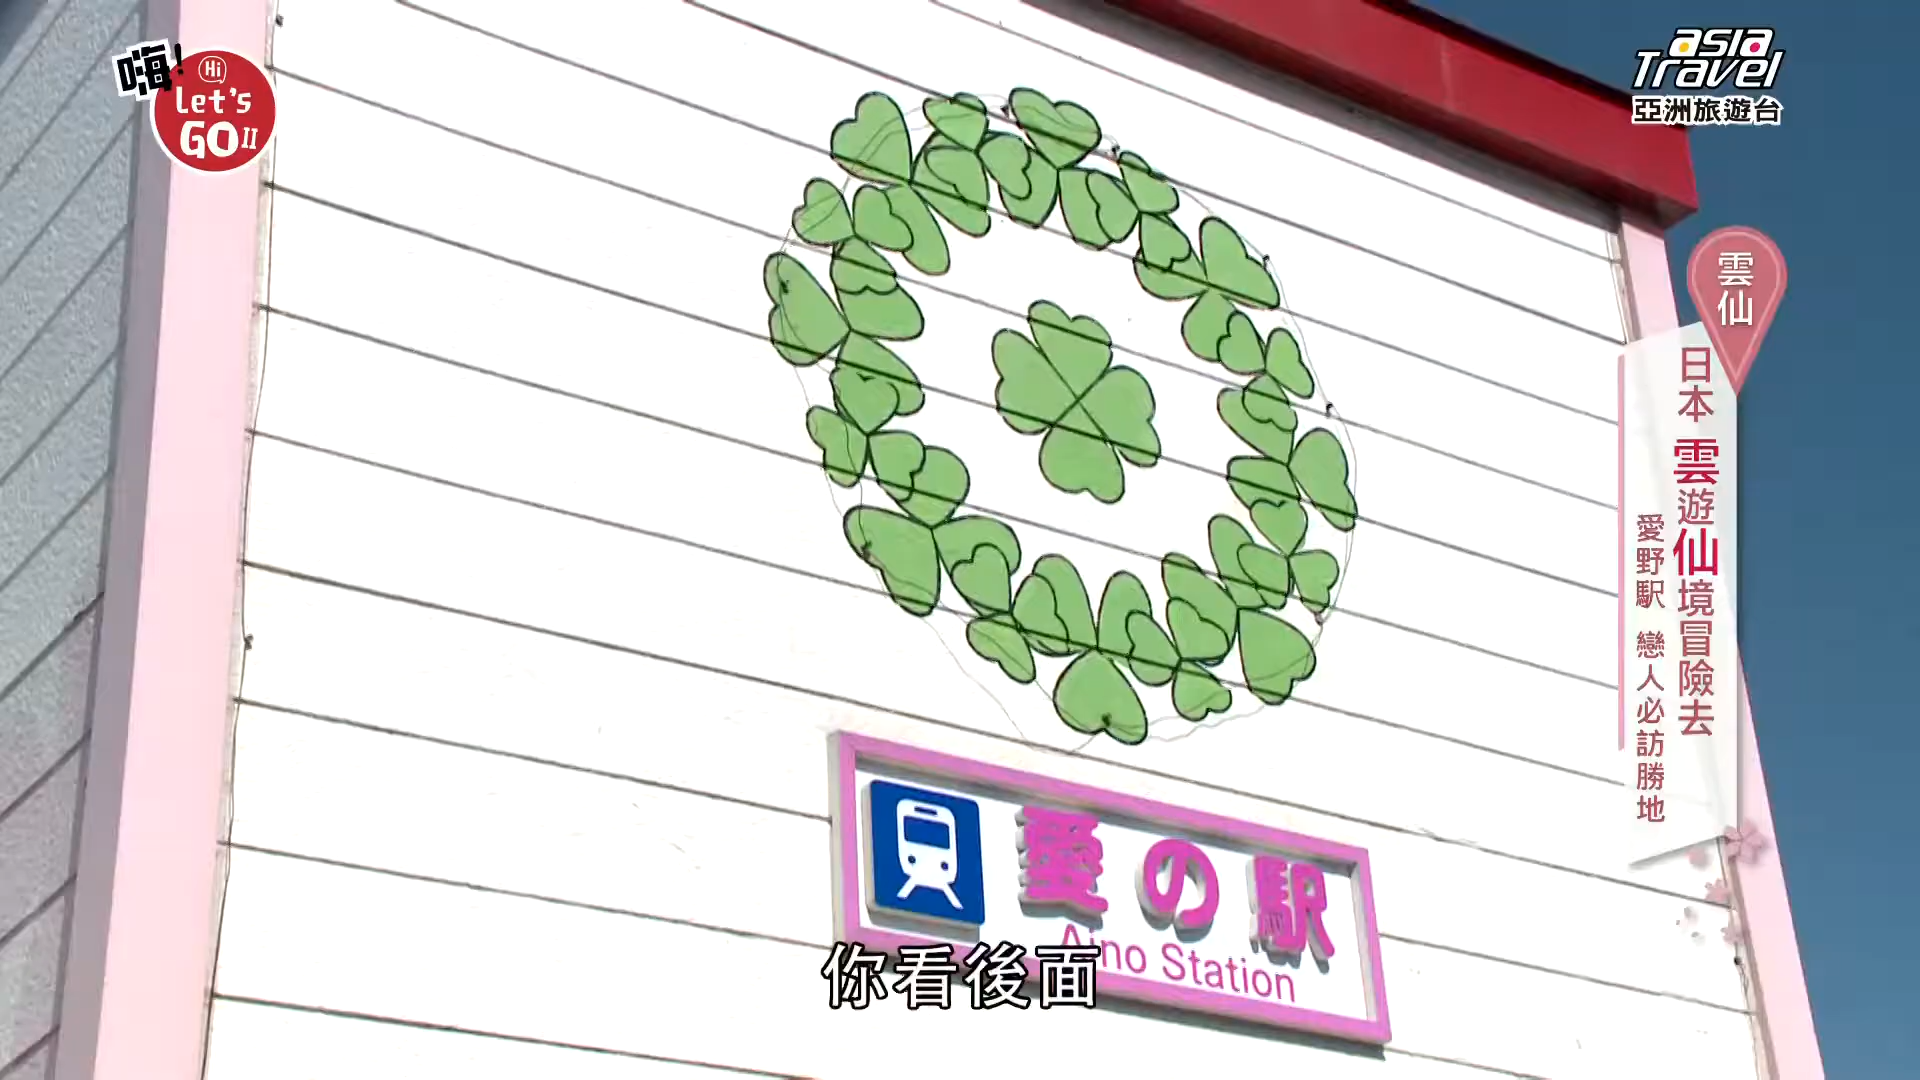 嗨!
Hi
Let's
GO II
asia
Travel
亞洲旅遊台
雲仙
日本 雲遊仙境冒險去
愛野駅 戀人必訪勝地
愛の駅
Aino Station
你看後面